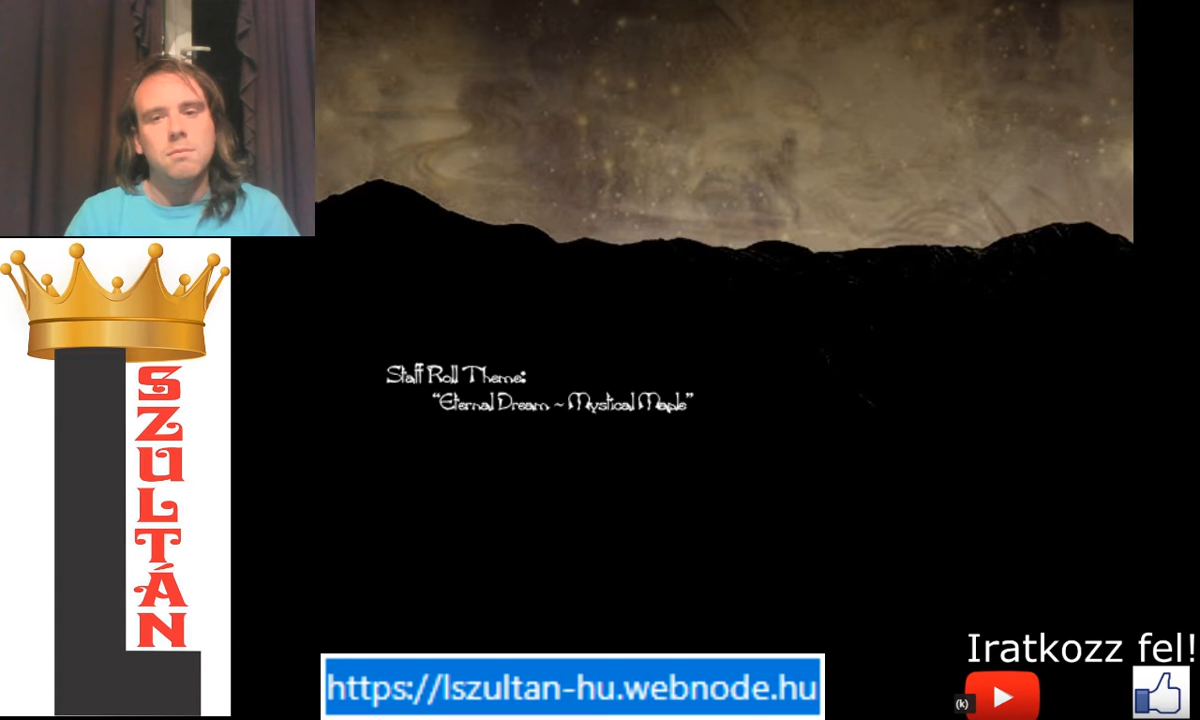 SZULTÁN
Staff Roll Theme:
"Eternal Dream ~ Mystical Maple"
https://lszultan-hu.webnode.hu
Iratkozz fel!
(k)